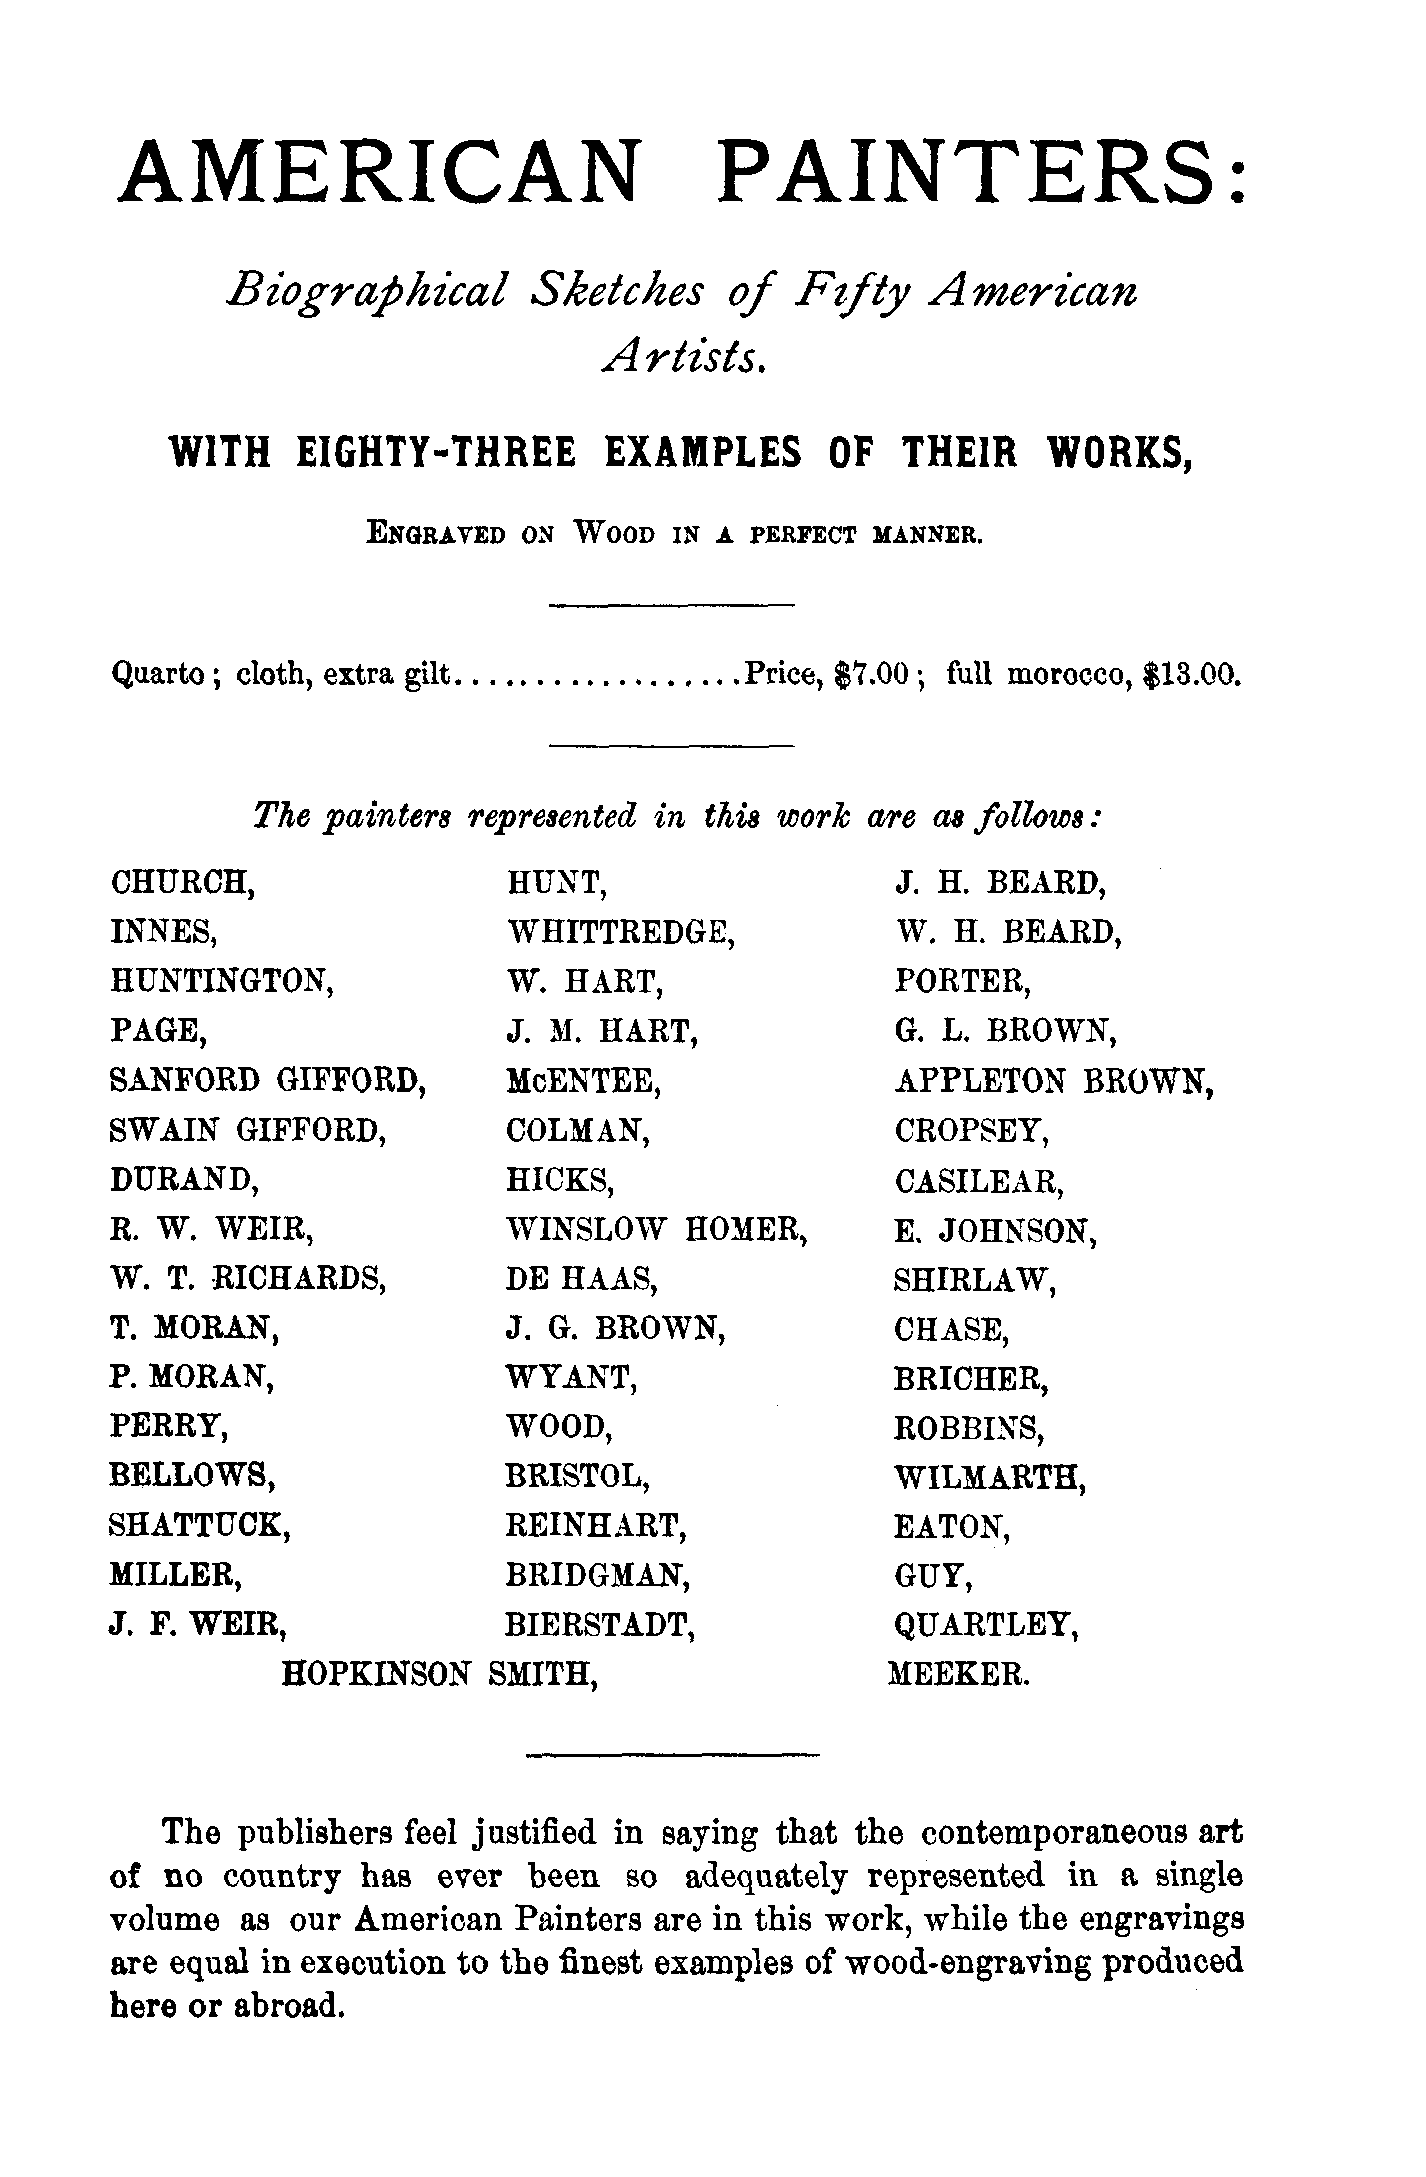 AMERICAN PAINTERS:
Biographical Sketches of Fifty American
Artists.
WITH EIGHTY-THREE EXAMPLES OF THEIR WORKS,
ENGRAVED ON WOOD IN A PERFECT MANNER.
Quarto; cloth, extra gilt..................Price, $7.00; full morocco, $13.00.
The painters represented in this work are as follows:
CHURCH, HUNT, J. H. BEARD,
INNES, WHITTREDGE, W. H. BEARD,
HUNTINGTON, W. HART, PORTER,
PAGE, J. M. HART, G. L. BROWN,
SANFORD GIFFORD, McENTEE, APPLETON BROWN,
SWAIN GIFFORD, COLMAN, CROPSEY,
DURAND, HICKS, CASILEAR,
R. W. WEIR, WINSLOW HOMER, E. JOHNSON,
W. T. RICHARDS, DE HAAS, SHIRLAW,
T. MORAN, J. G. BROWN, CHASE,
P. MORAN, WYANT, BRICHER,
PERRY, WOOD, ROBBINS,
BELLOWS, BRISTOL, WILMARTH,
SHATTUCK, REINHART, EATON,
MILLER, BRIDGMAN, GUY,
J. F. WEIR, BIERSTADT, QUARTLEY,
HOPKINSON SMITH, MEEKER.
The publishers feel justified in saying that the contemporaneous art
of no country has ever been so adequately represented in a single
volume as our American Painters are in this work, while the engravings
are equal in execution to the finest examples of wood-engraving produced
here or abroad.